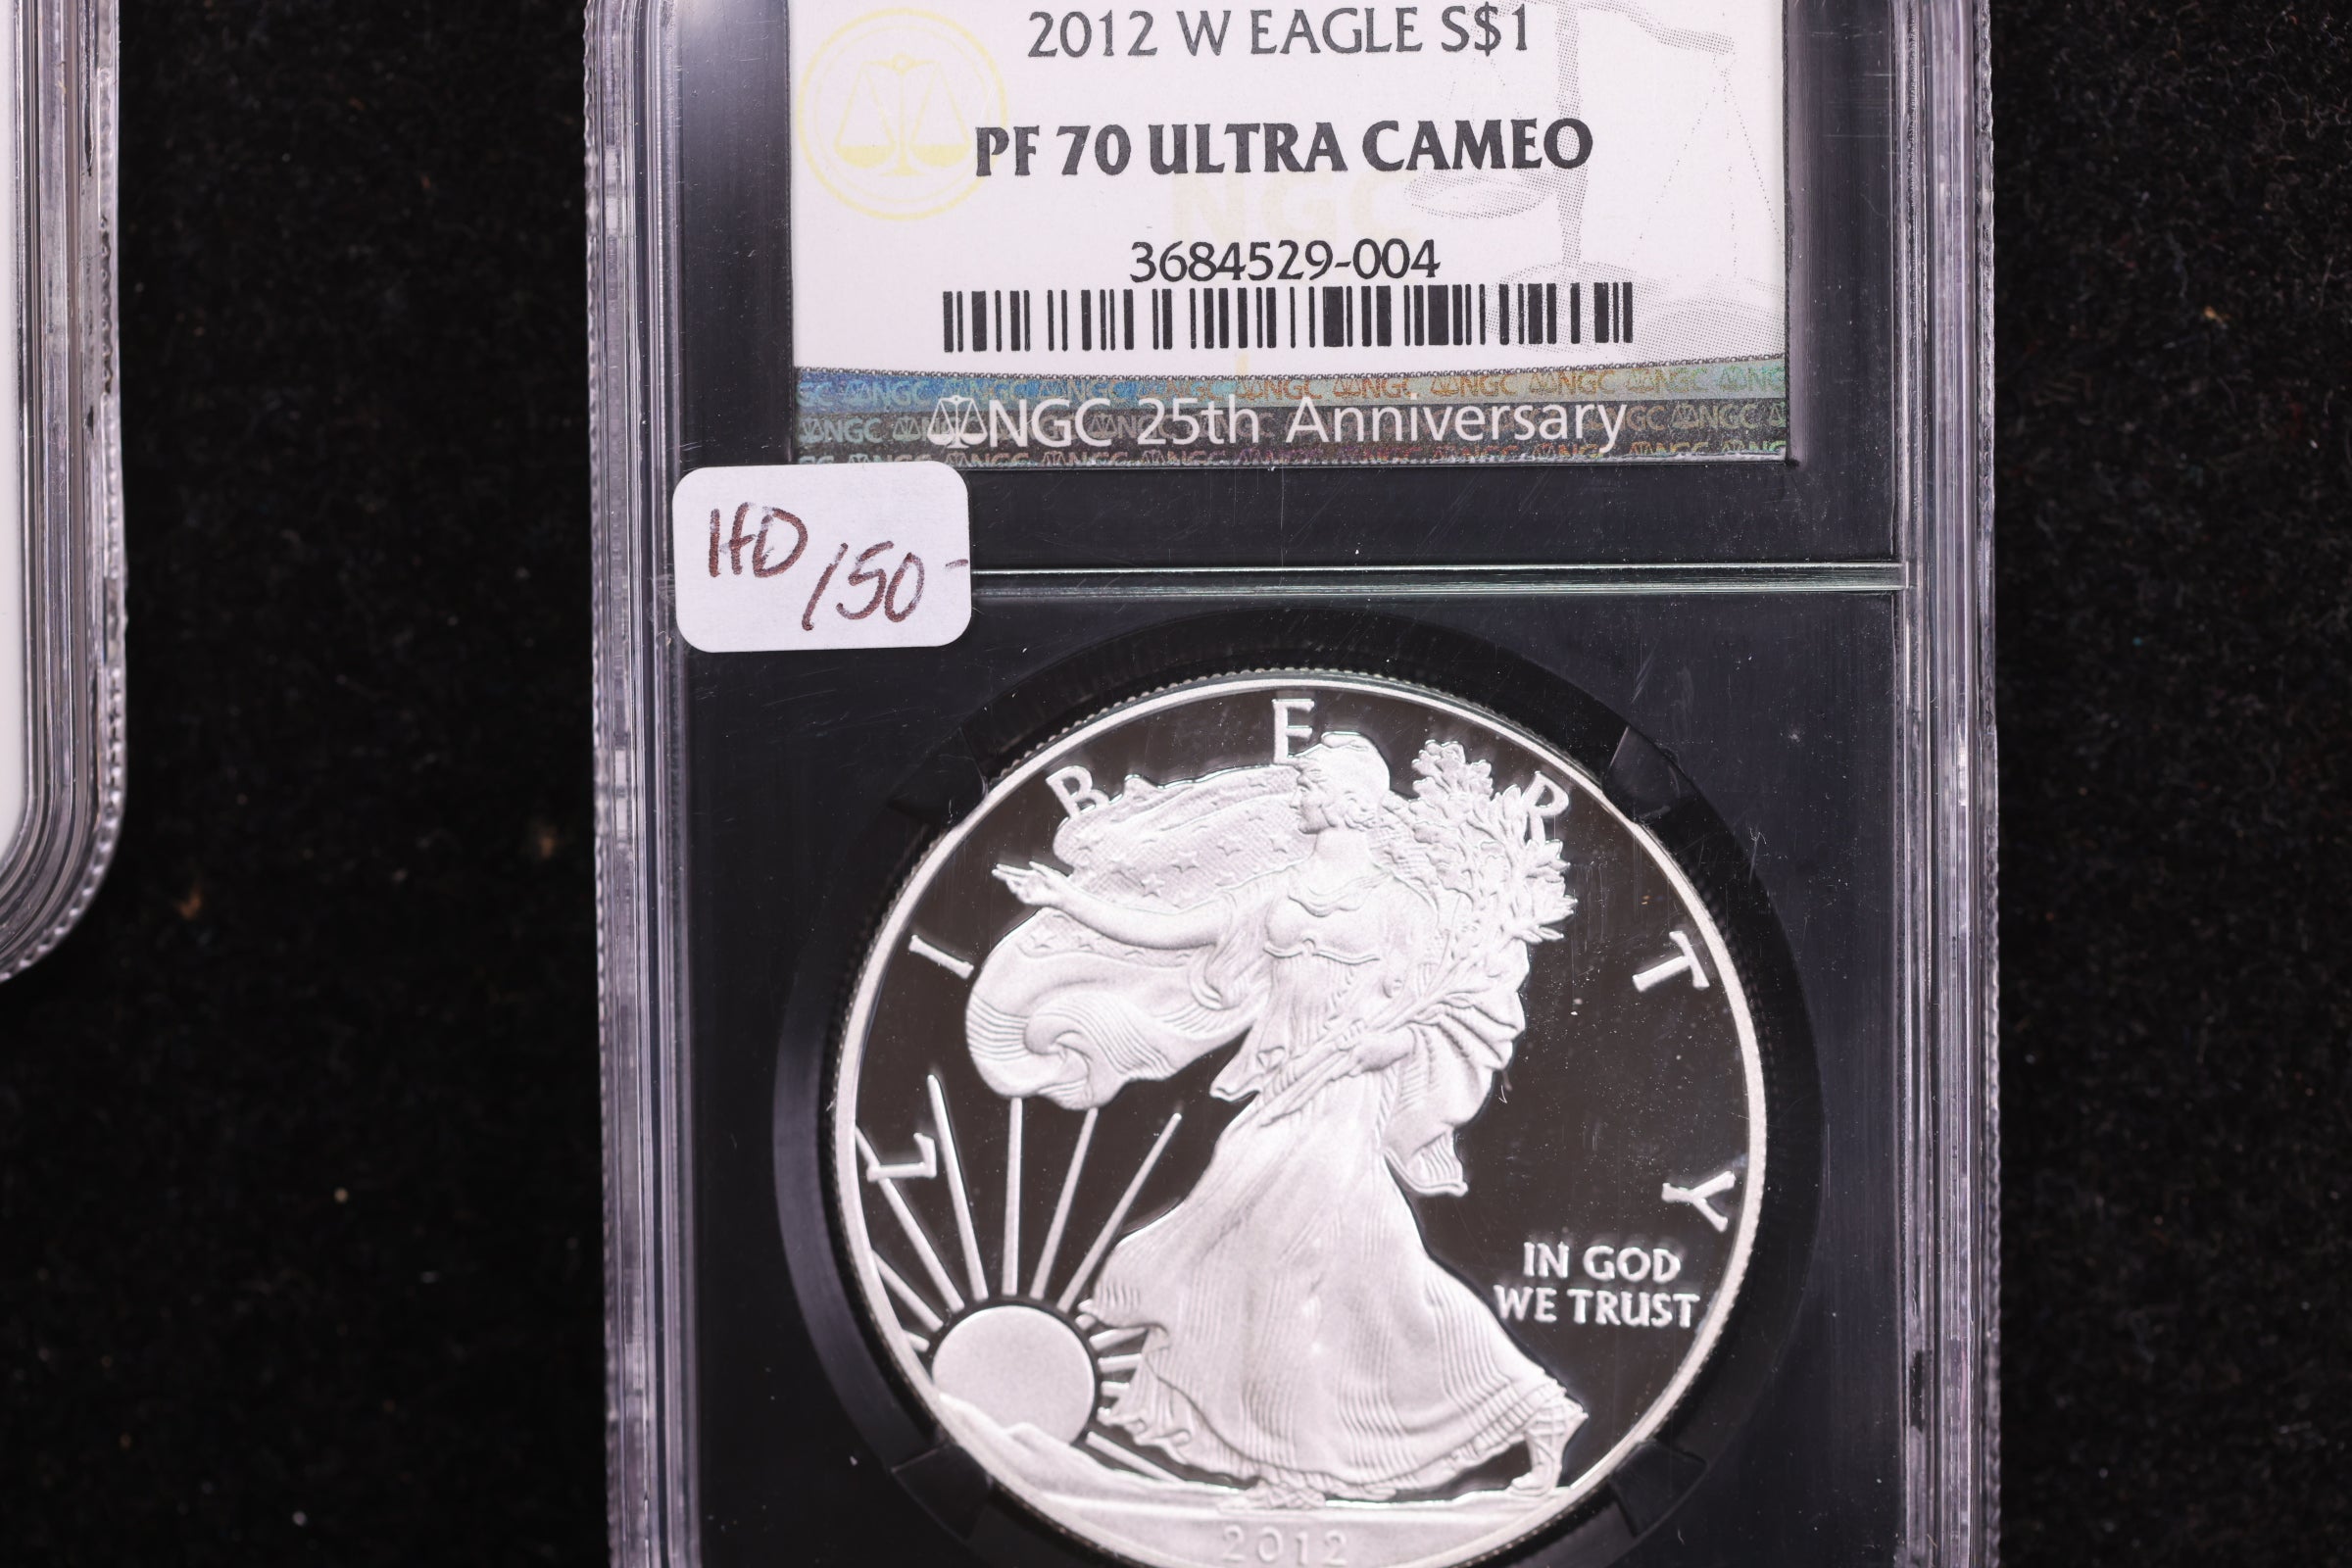 2012 W EAGLE S$1
PF 70 ULTRA CAMEO
NGC
3684529-004
NGC 25th Anniversary
HD/150-
LIBERTY
IN GOD
WE TRUST
2012